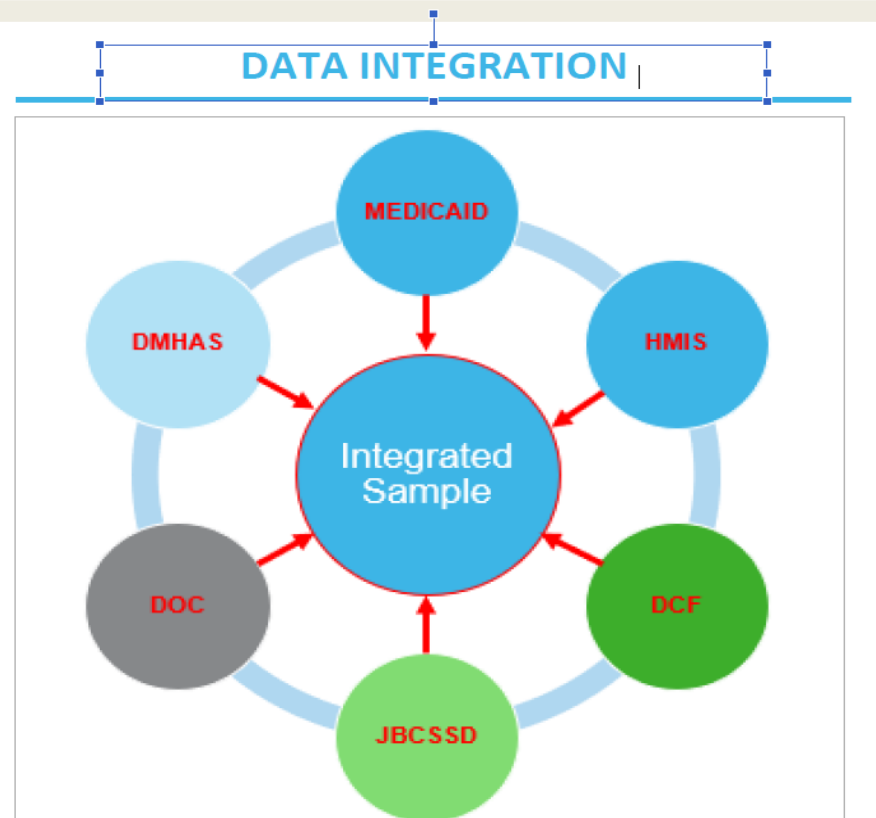 DATA INTEGRATION
MEDICAID
DMHAS
HMIS
Integrated
Sample
DOC
DCF
JBCSSD